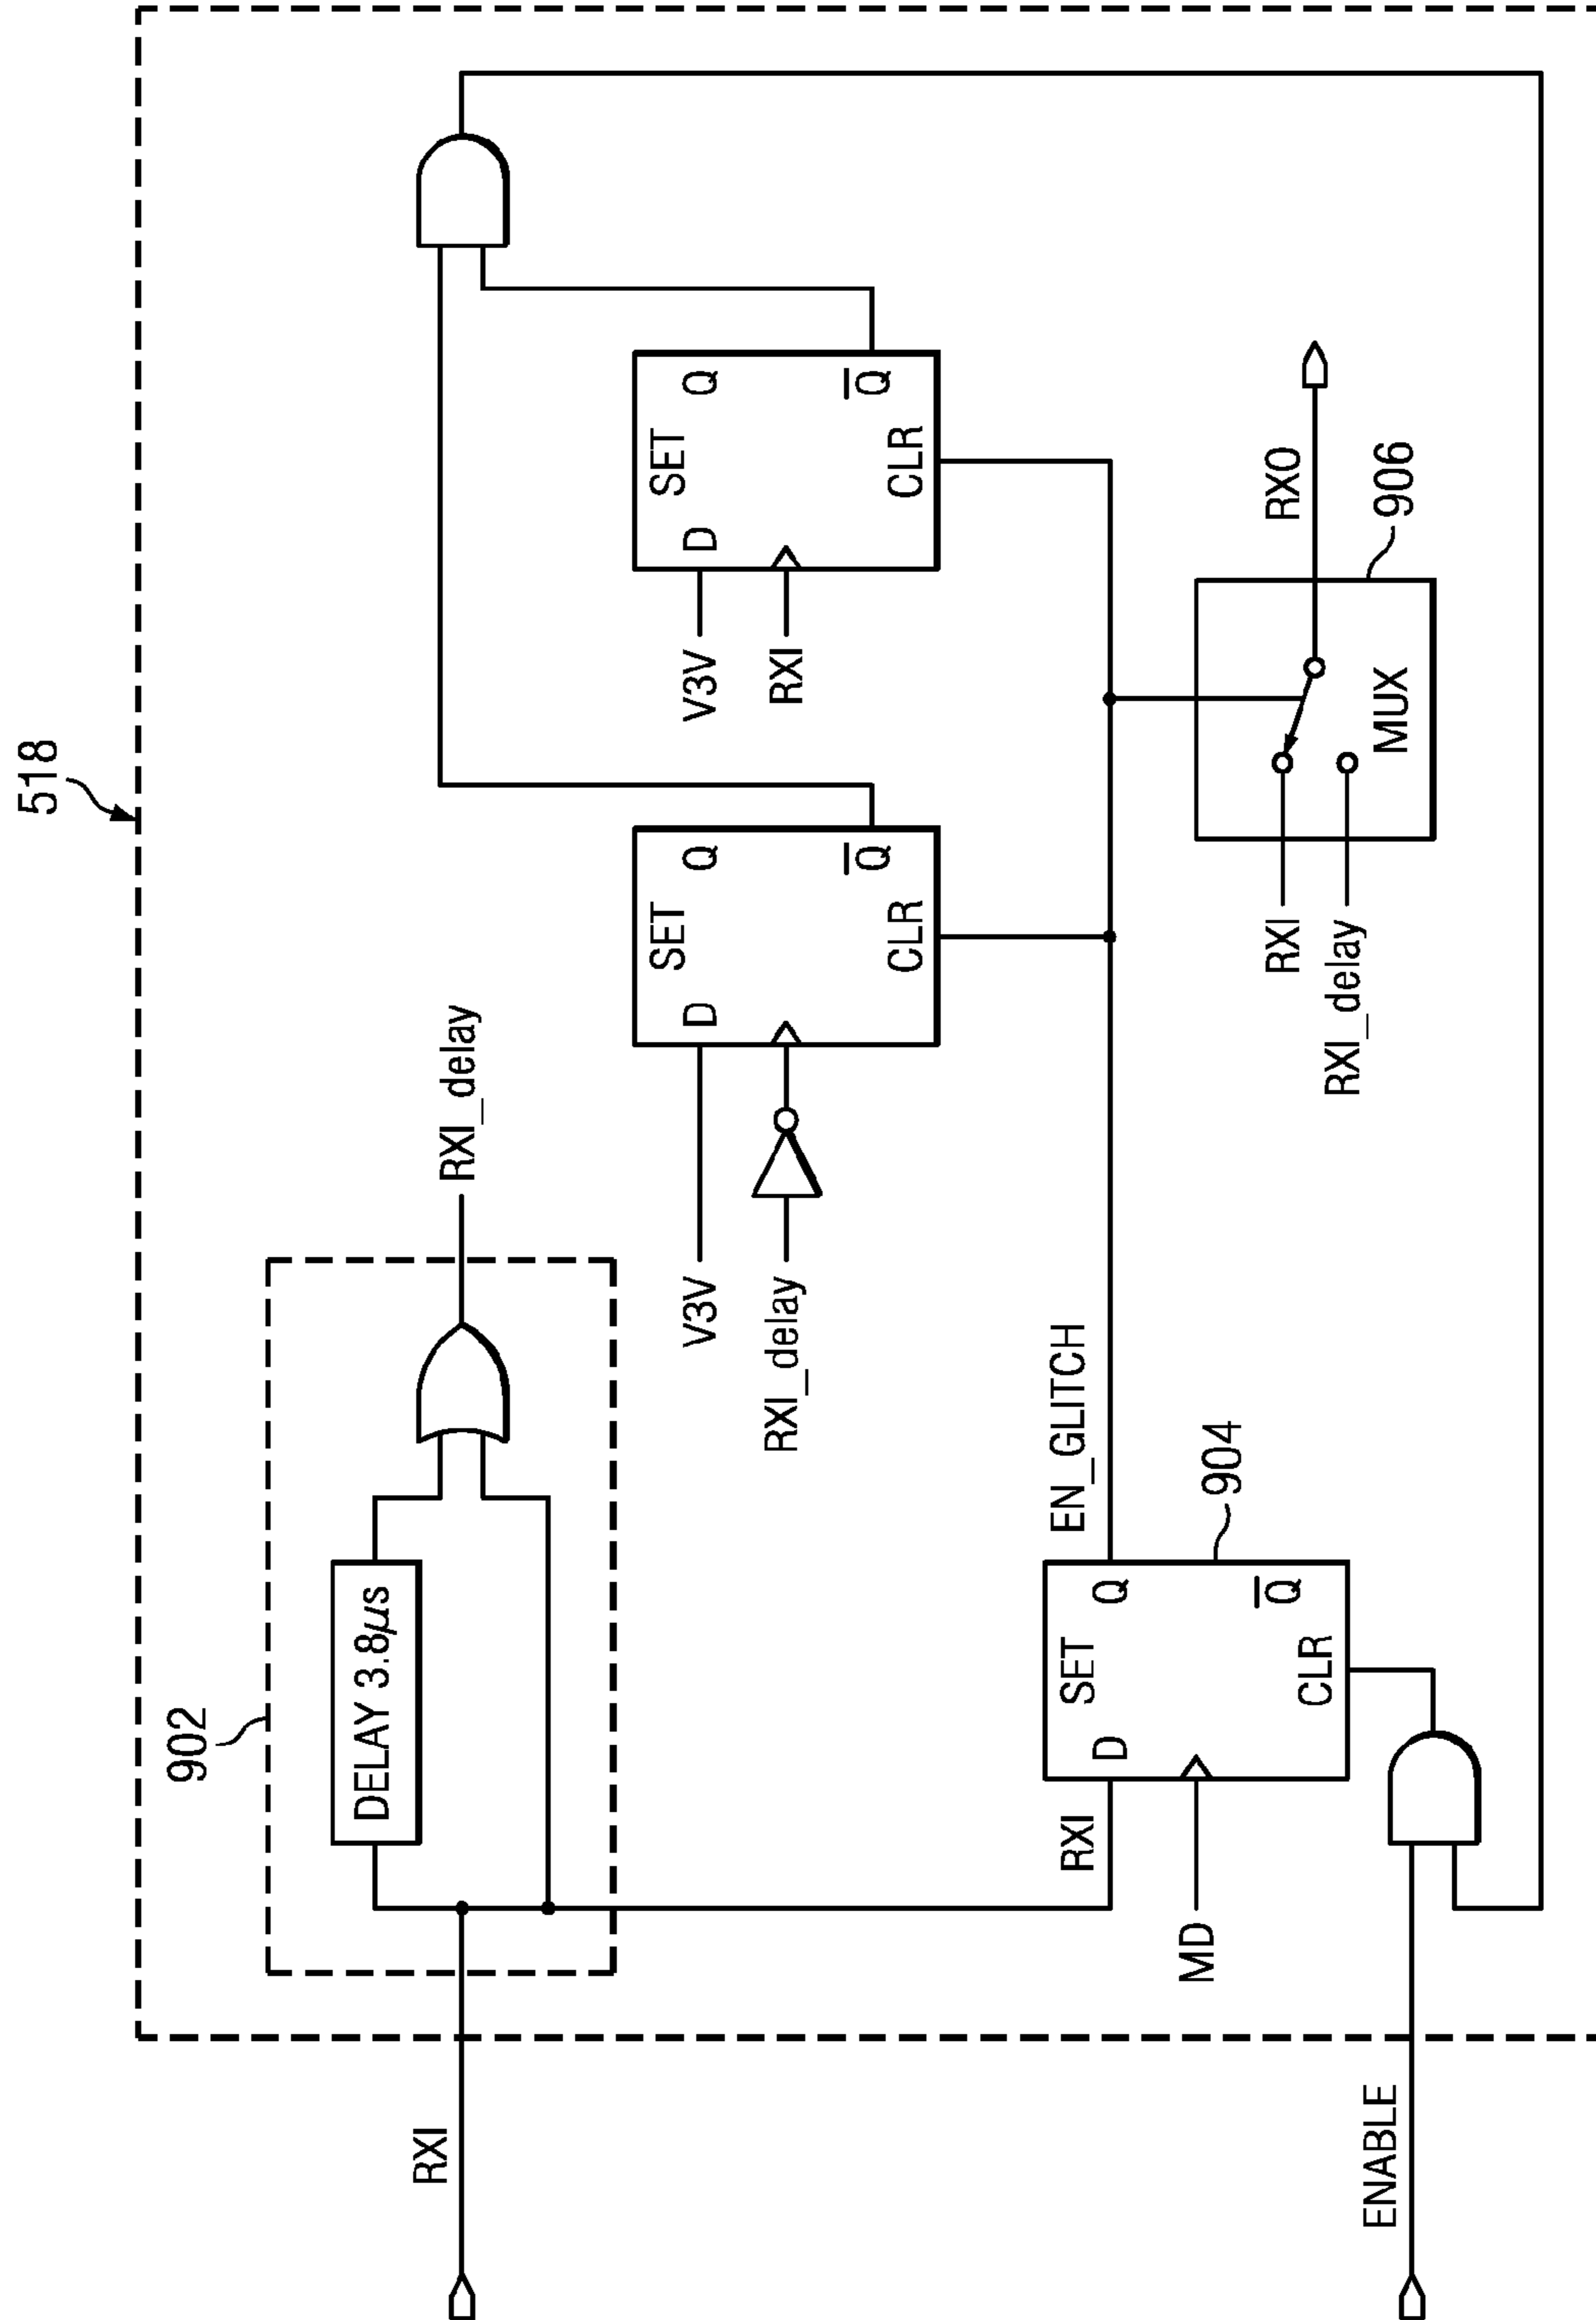 518
902
DELAY 3.8μs
RXI_delay
RXI
V3V
RXI_delay
D
SET
Q
Q
CLR
V3V
RXI
D
SET
Q
Q
CLR
RXI
MD
D
SET
Q
Q
CLR
904
EN_GLITCH
RXI
RXI_delay
MUX
RXO
906
ENABLE